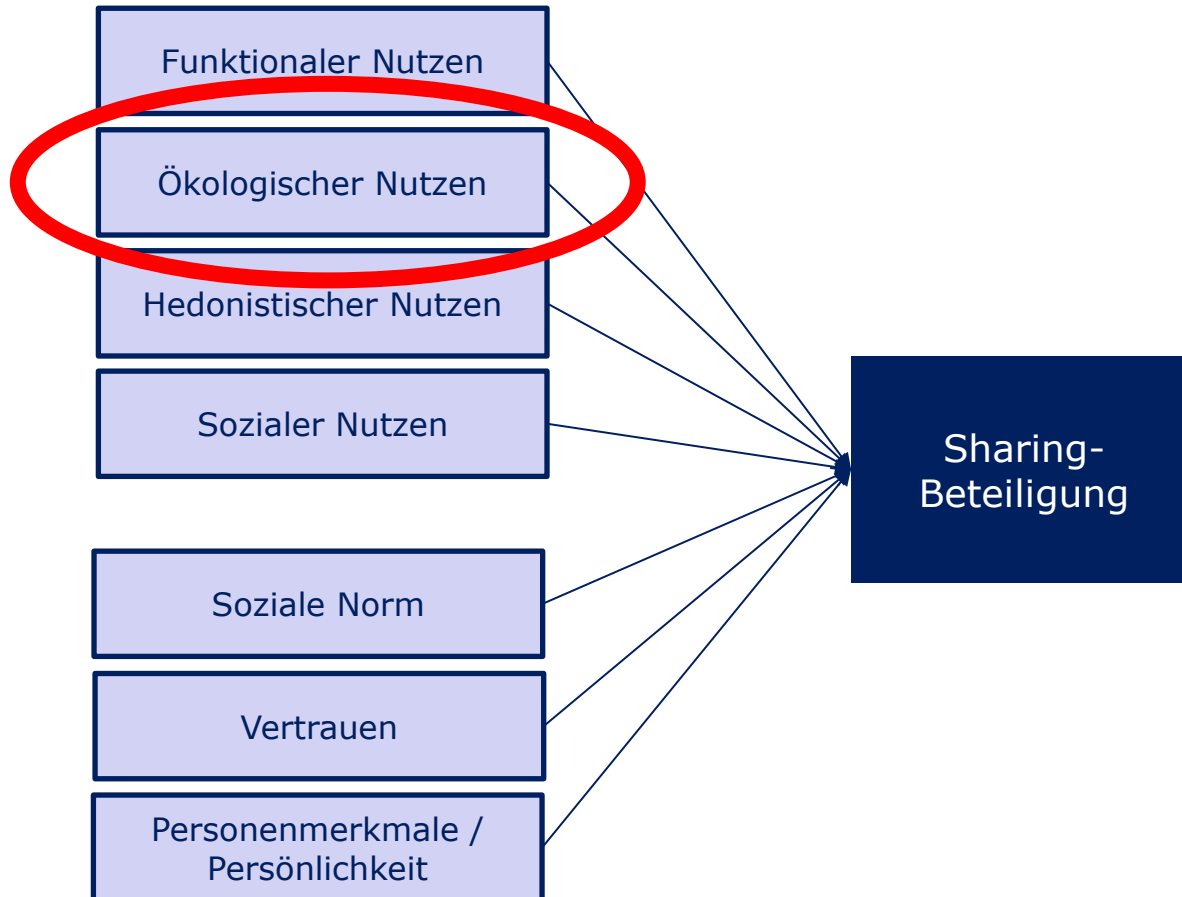 Funktionaler Nutzen
Ökologischer Nutzen
Hedonistischer Nutzen
Sozialer Nutzen
Soziale Norm
Vertrauen
Personenmerkmale /
Persönlichkeit
Sharing-
Beteiligung